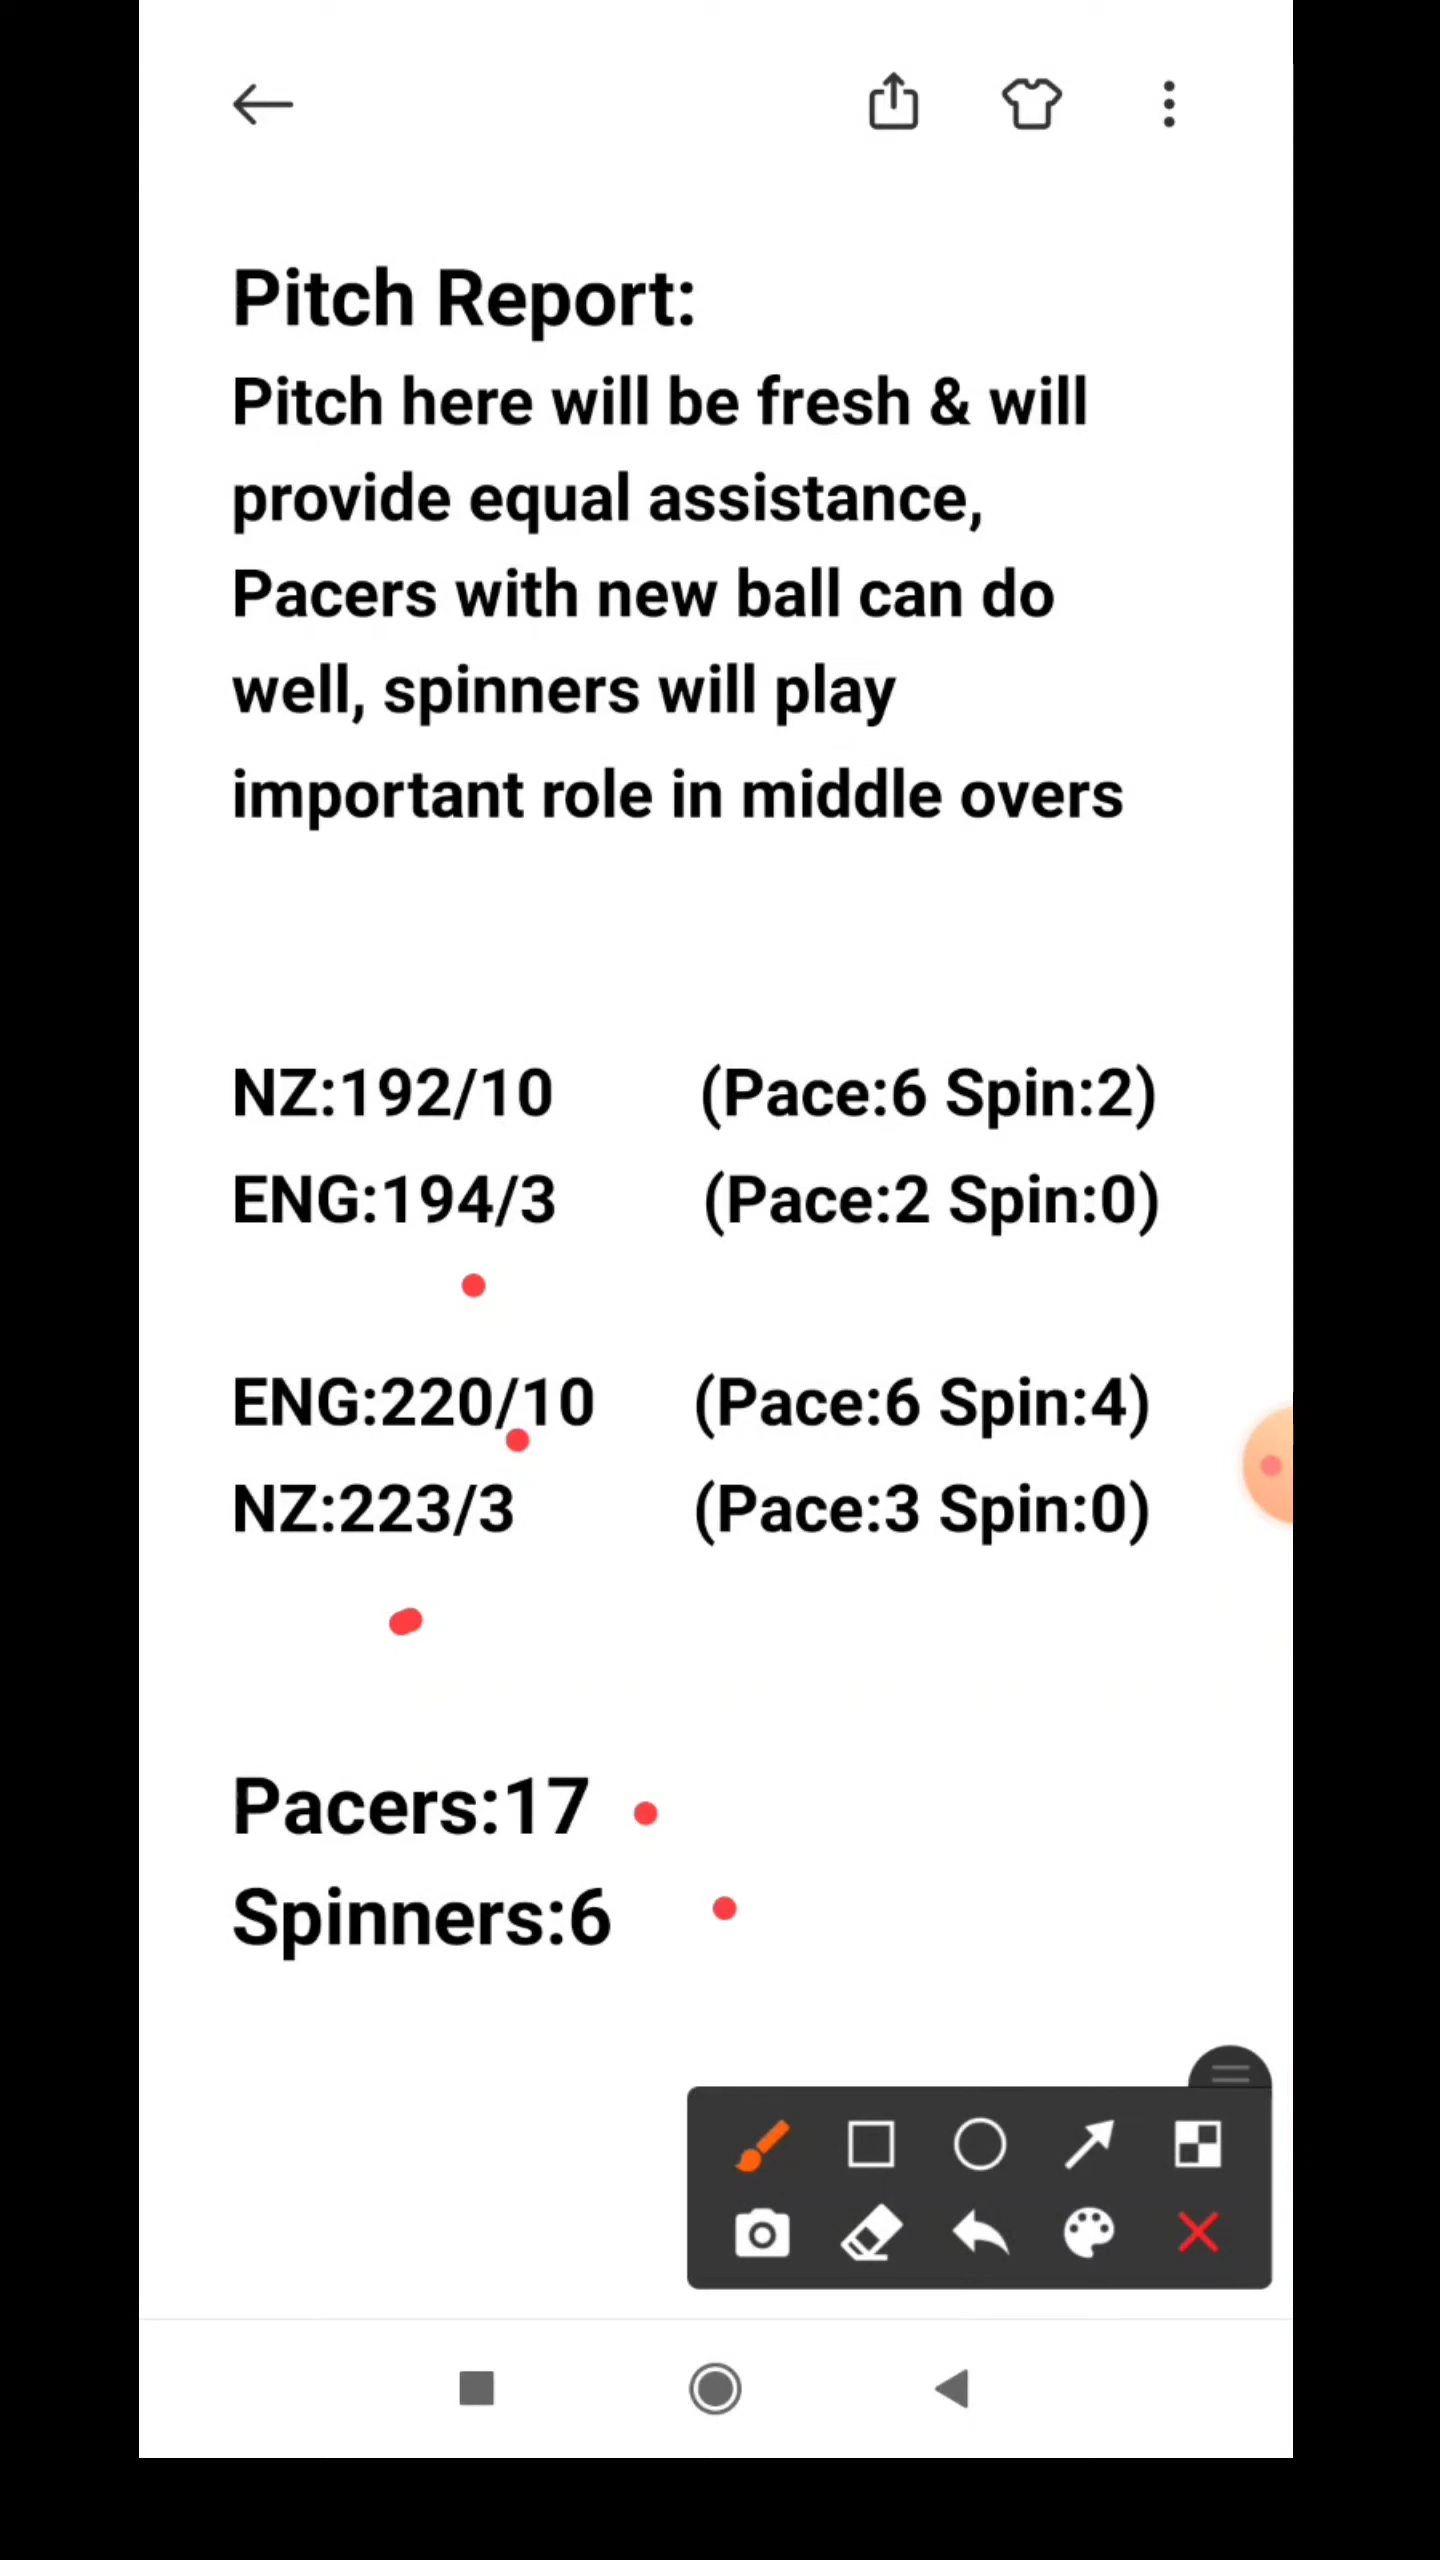 Pitch Report:
Pitch here will be fresh & will
provide equal assistance,
Pacers with new ball can do
well, spinners will play
important role in middle overs
NZ:192/10 (Pace:6 Spin:2)
ENG:194/3 (Pace:2 Spin:0)
ENG:220/10 (Pace:6 Spin:4)
NZ:223/3 (Pace:3 Spin:0)
Pacers:17
Spinners:6